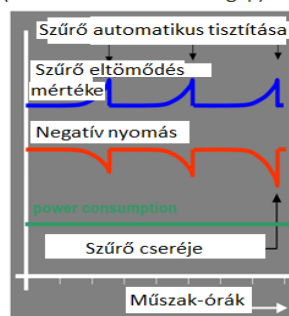 Szűrő automatikus tisztítása
Szűrő eltömődés
mértéke
Negatív nyomás
power consumption
Szűrő cseréje
Műszak-órák